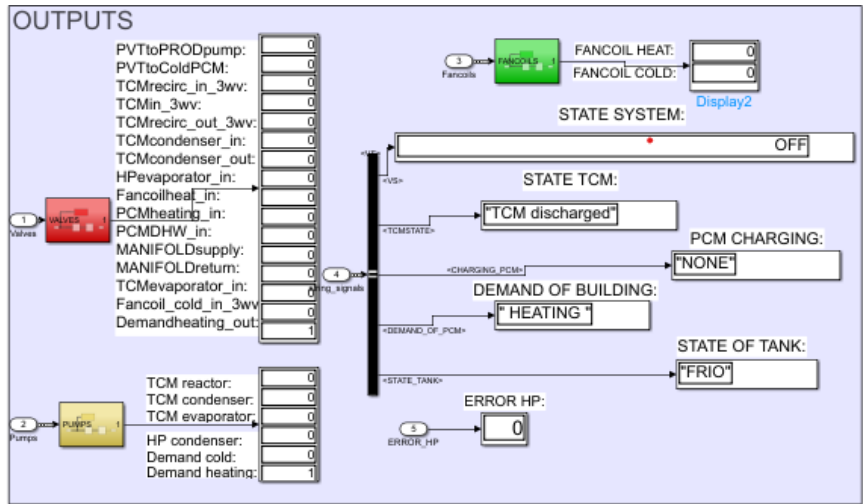 OUTPUTS
PVTtoPRODpump:
0
PVTtoColdPCM:
0
TCMrecirc_in_3wv:
0
TCMin_3wv:
0
TCMrecirc_out_3wv:
0
TCMcondenser_in:
0
TCMcondenser_out:
0
HPevaporator_in:
0
Fancoilheat_in:
0
PCMheating_in:
0
PCMDHW_in:
0
MANIFOLDsupply:
0
MANIFOLDreturn:
0
TCMevaporator_in:
0
Fancoil_cold_in_3wv
0
Demandheating_out:
1
1
Valves
VALVES
1
TCM reactor:
0
TCM condenser:
0
TCM evaporator:
0
HP condenser:
0
Demand cold:
0
Demand heating:
1
2
Pumps
PUMPS
1
3
Fancoils
FANCOILS
1
FANCOIL HEAT:
0
FANCOIL COLD:
0
Display2
STATE SYSTEM:
OFF
<VS>
STATE TCM:
"TCM discharged"
<TCMSTATE>
PCM CHARGING:
"NONE"
<CHARGING_PCM>
4
DEMAND OF BUILDING:
" HEATING "
<DEMAND_OF_PCM>
STATE OF TANK:
"FRIO"
<STATE_TANK>
ERROR HP:
5
ERROR_HP
0